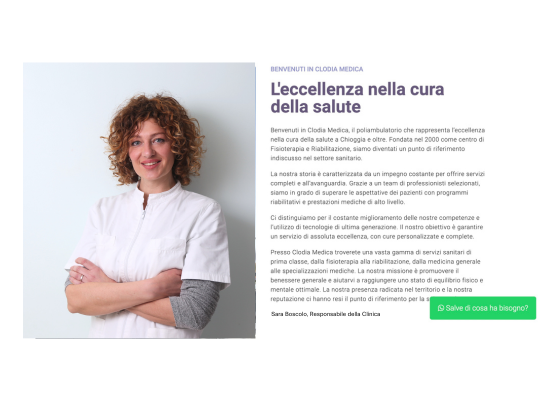 BENVENUTI IN CLODIA MEDICA
L'eccellenza nella cura
della salute
Benvenuti in Clodia Medica, il poliambulatorio che rappresenta l'eccellenza
nella cura della salute a Chioggia e oltre. Fondata nel 2000 come centro di
Fisioterapia e Riabilitazione, siamo diventati un punto di riferimento
indiscusso nel settore sanitario.
La nostra storia è caratterizzata da un impegno costante per offrire servizi
completi e all'avanguardia. Grazie a un team di professionisti selezionati,
siamo in grado di superare le aspettative dei pazienti con programmi
riabilitativi e prestazioni mediche di alto livello.
Ci distinguiamo per il costante miglioramento delle nostre competenze e
l'utilizzo di tecnologie di ultima generazione. Il nostro obiettivo è garantire
un servizio di assoluta eccellenza, con cure personalizzate e complete.
Presso Clodia Medica troverete una vasta gamma di servizi sanitari di
prima classe, dalla fisioterapia alla riabilitazione, dalla medicina generale
alle specializzazioni mediche. La nostra missione è promuovere il
benessere generale e aiutarvi a raggiungere uno stato di equilibrio fisico e
mentale ottimale. La nostra presenza radicata nel territorio e la nostra
reputazione ci hanno resi il punto di riferimento per la s
Salve di cosa ha bisogno?
Sara Boscolo, Responsabile della Clinica